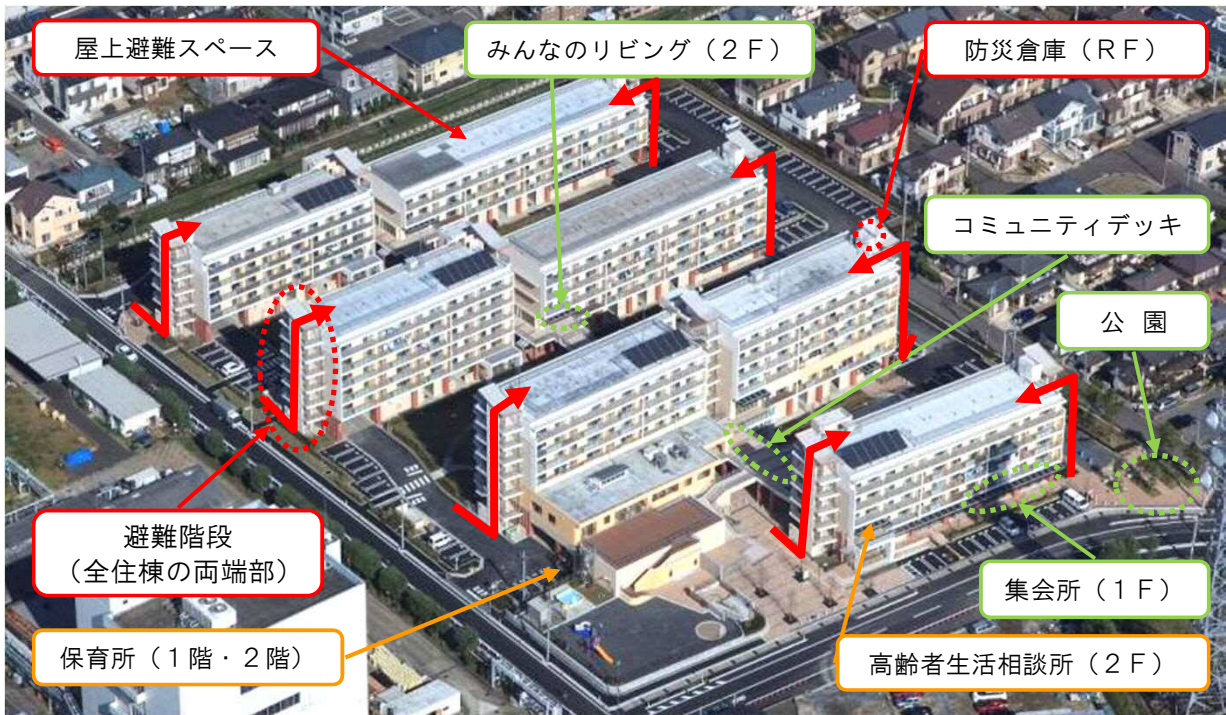 屋上避難スペース
みんなのリビング（２Ｆ）
防災倉庫（ＲＦ）
コミュニティデッキ
公　園
避難階段
（全住棟の両端部）
集会所（１Ｆ）
保育所（１階・２階）
高齢者生活相談所（２Ｆ）